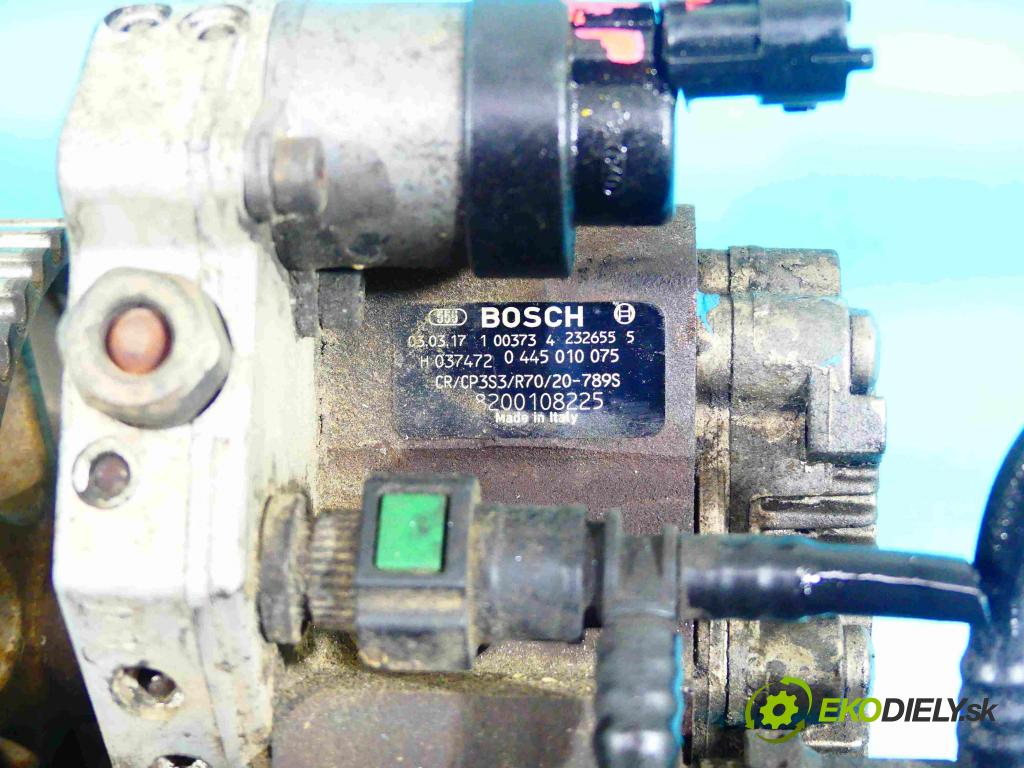 559 BOSCH
03.03.17 1 00373 4 232655 5
H 037472 0 445 010 075
CR/CP3S3/R70/20-789S
8200108225
Made in Italy
EKODIELY.sk